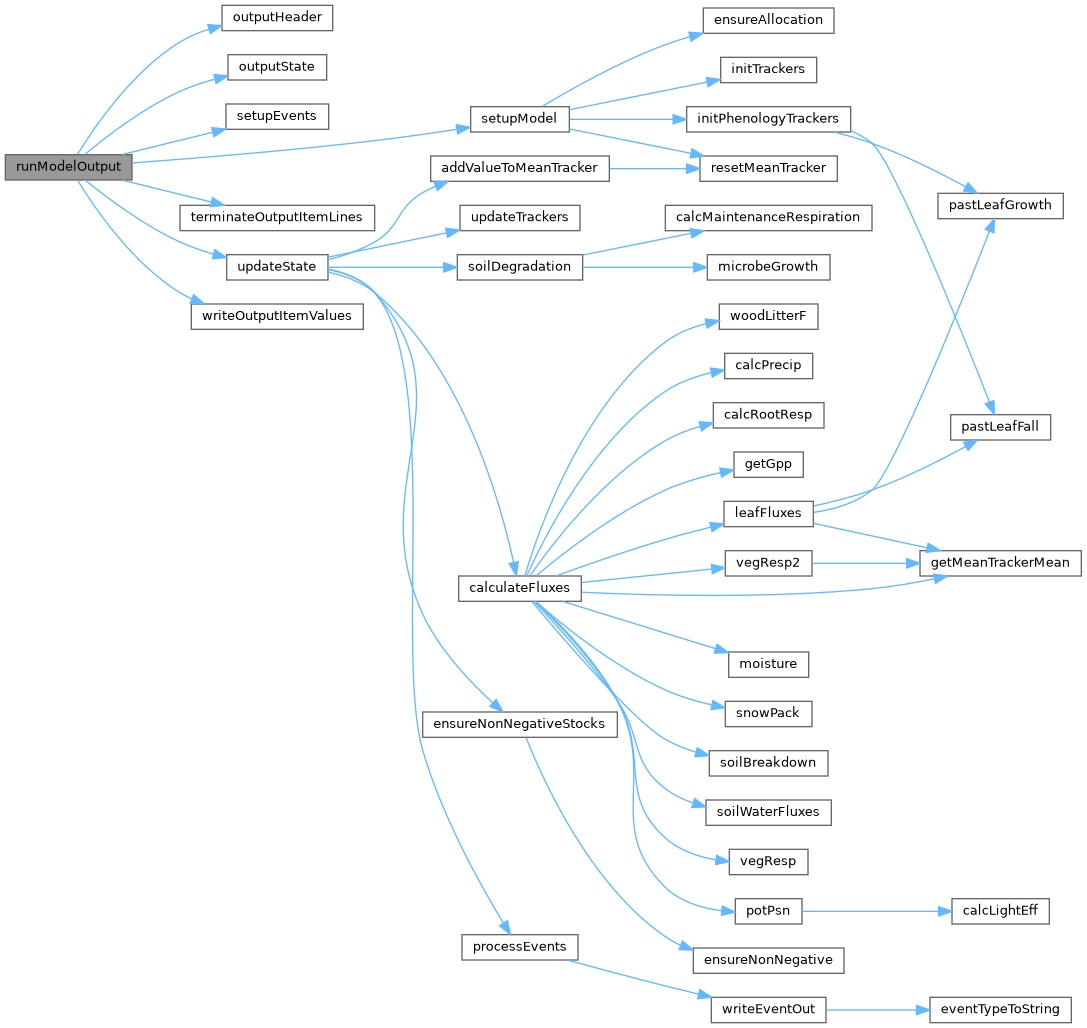 runModelOutput
outputHeader
outputState
setupEvents
setupModel
terminateOutputItemLines
updateState
writeOutputItemValues
ensureAllocation
initTrackers
initPhenologyTrackers
resetMeanTracker
addValueToMeanTracker
updateTrackers
soilDegradation
calcMaintenanceRespiration
microbeGrowth
pastLeafGrowth
pastLeafFall
calculateFluxes
woodLitterF
calcPrecip
calcRootResp
getGpp
leafFluxes
vegResp2
getMeanTrackerMean
moisture
snowPack
soilBreakdown
soilWaterFluxes
vegResp
potPsn
calcLightEff
ensureNonNegativeStocks
ensureNonNegative
processEvents
writeEventOut
eventTypeToString